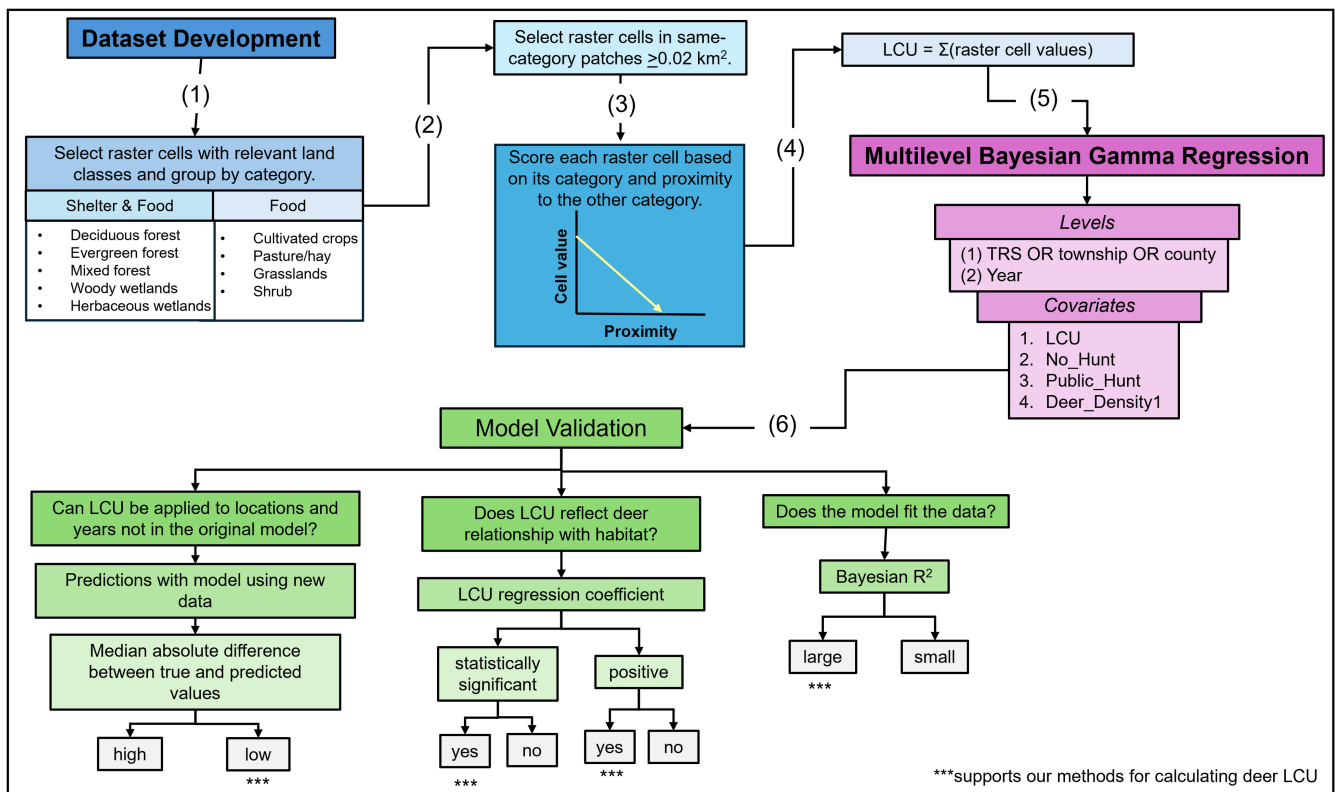 Dataset Development
(1)
Select raster cells with relevant land
classes and group by category.
Shelter & Food
Food
• Deciduous forest
• Evergreen forest
• Mixed forest
• Woody wetlands
• Herbaceous wetlands
• Cultivated crops
• Pasture/hay
• Grasslands
• Shrub
(2)
Select raster cells in same-
category patches ≥0.02 km².
(3)
Score each raster cell based
on its category and proximity
to the other category.
Cell value
Proximity
(4)
LCU = Σ(raster cell values)
(5)
Multilevel Bayesian Gamma Regression
Levels
(1) TRS OR township OR county
(2) Year
Covariates
1. LCU
2. No_Hunt
3. Public_Hunt
4. Deer_Density1
(6)
Model Validation
Can LCU be applied to locations and
years not in the original model?
Predictions with model using new
data
Median absolute difference
between true and predicted
values
high
low
***
Does LCU reflect deer
relationship with habitat?
LCU regression coefficient
statistically
significant
yes
no
***
positive
yes
no
***
Does the model fit the data?
Bayesian R²
large
small
***
***supports our methods for calculating deer LCU